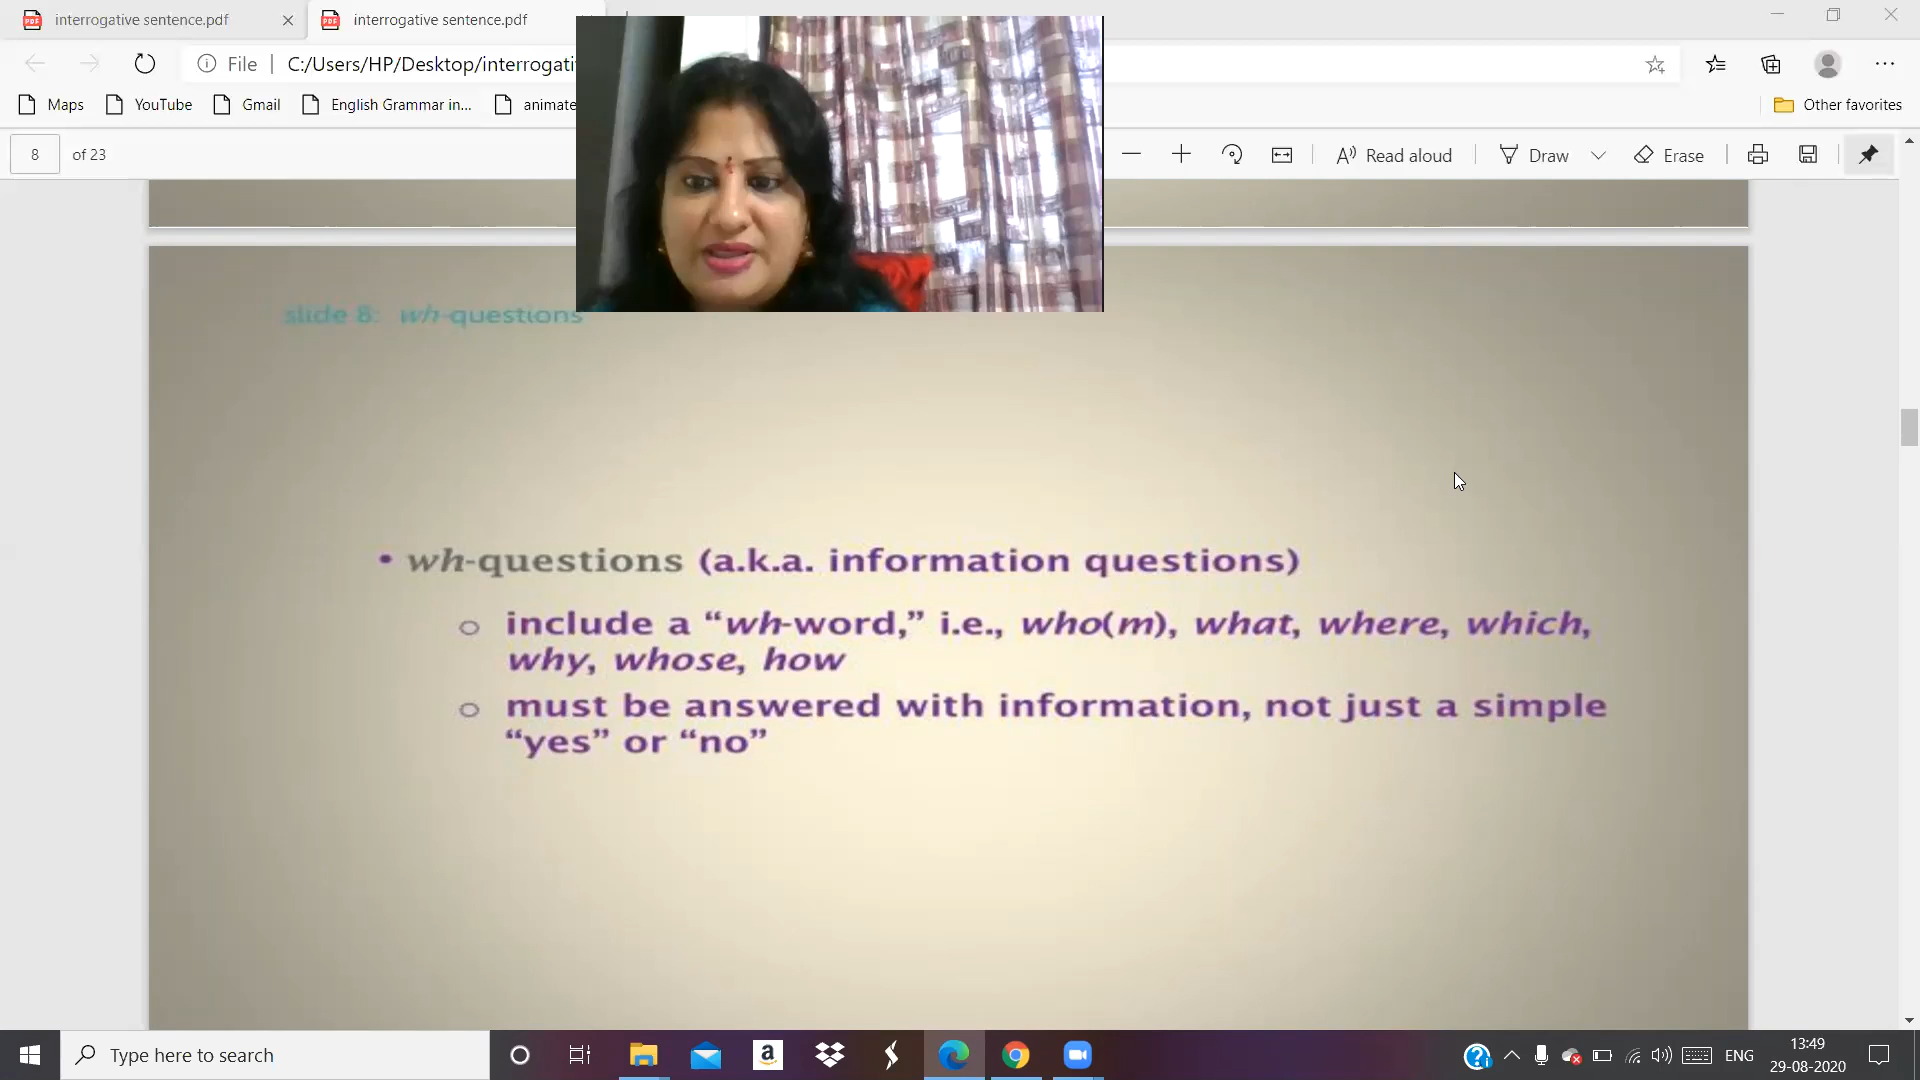 interrogative sentence.pdf
interrogative sentence.pdf
File
C:/Users/HP/Desktop/interrogati
Maps
YouTube
Gmail
English Grammar in...
animate
Other favorites
8 of 23
Read aloud
Draw
Erase
slide 8: wh-questions
• wh-questions (a.k.a. information questions)
o include a “wh-word,” i.e., who(m), what, where, which,
why, whose, how
o must be answered with information, not just a simple
“yes” or “no”
Type here to search
ENG
13:49
29-08-2020